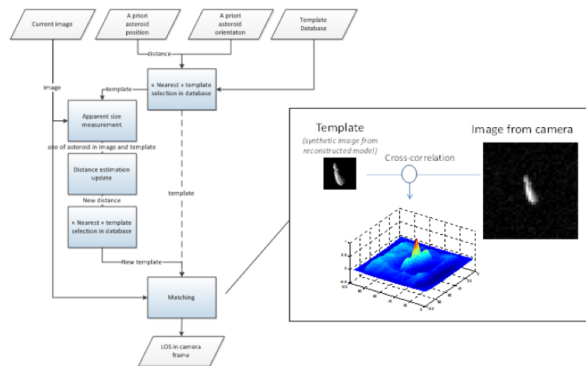 Current image
A priori
asteroid
position
A priori
asteroid
orientaton
Template
Database
distance
image
template
« Nearest » template
selection in database
Apparent size
measurement
size of asteroid in image and template
Distance estimation
update
New distance
« Nearest » template
selection in database
template
New template
Matching
LOS in camera
frame
Template
(synthetic image from
reconstructed model)
Cross-correlation
Image from camera